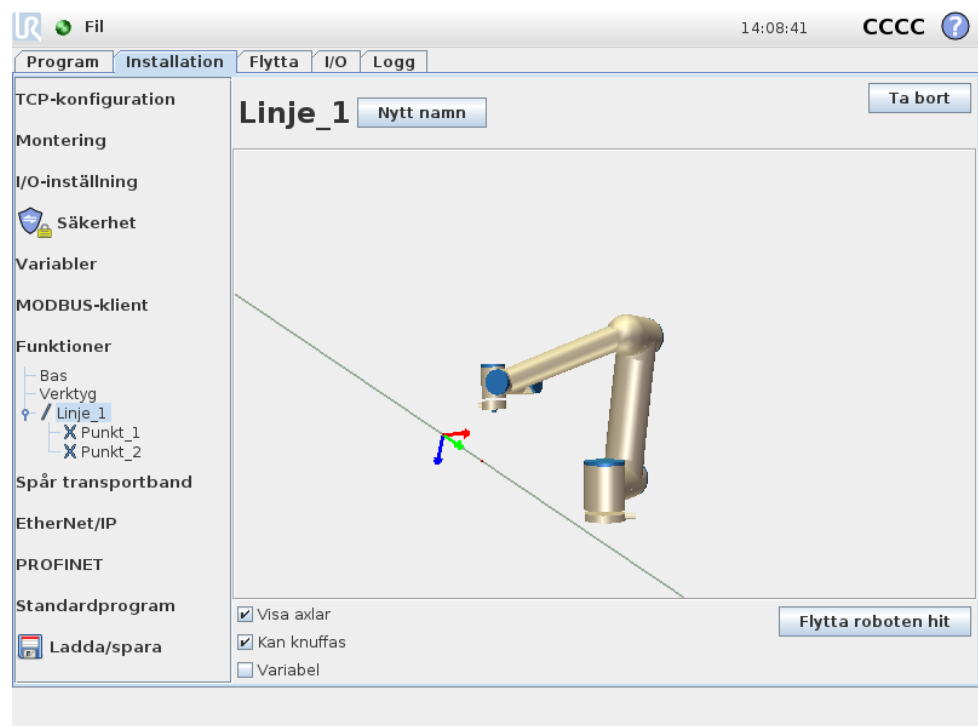 UR Fil 14:08:41 CCCC ?
Program Installation Flytta I/O Logg
TCP-konfiguration
Montering
I/O-inställning
Säkerhet
Variabler
MODBUS-klient
Funktioner
Bas
Verktyg
Linje_1
Punkt_1
Punkt_2
Spår transportband
EtherNet/IP
PROFINET
Standardprogram
Ladda/spara
Linje_1 Nytt namn Ta bort
Visa axlar
Kan knuffas
Variabel
Flytta roboten hit